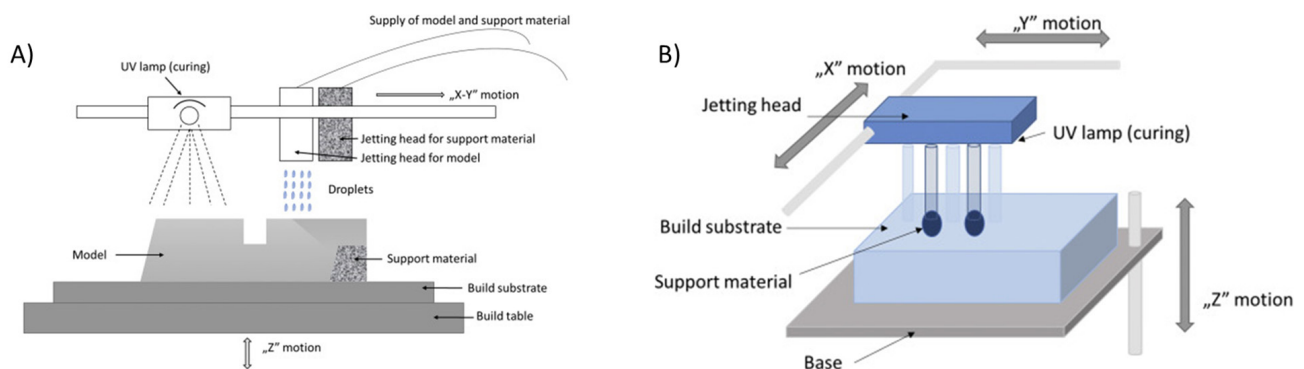 A)
Supply of model and support material
UV lamp (curing)
„X-Y” motion
Jetting head for support material
Jetting head for model
Droplets
Model
Support material
Build substrate
Build table
„Z” motion
B)
„Y” motion
„X” motion
Jetting head
UV lamp (curing)
Build substrate
Support material
„Z” motion
Base